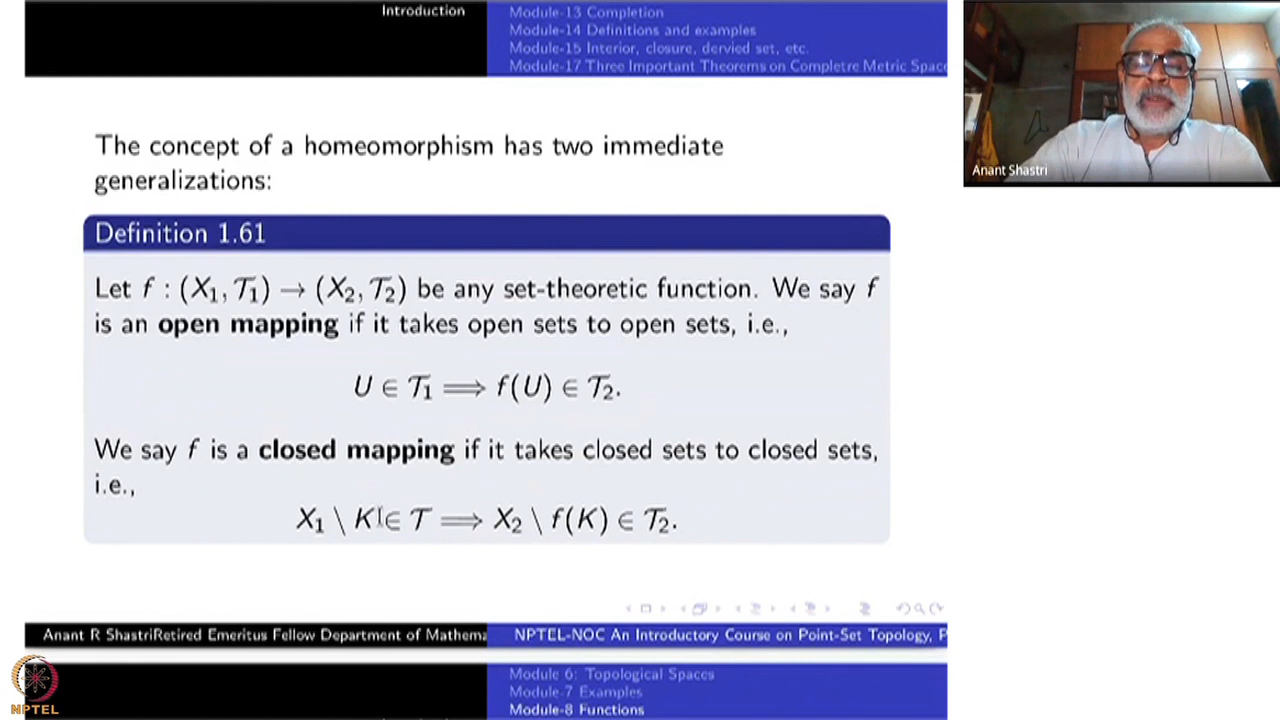 Introduction
Module-13 Completion
Module-14 Definitions and examples
Module-15 Interior, closure, dervied set, etc.
Module-17 Three Important Theorems on Completre Metric Spac
The concept of a homeomorphism has two immediate
generalizations:
Definition 1.61
Let f : (X₁, 𝒯₁) → (X₂, 𝒯₂) be any set-theoretic function. We say f
is an open mapping if it takes open sets to open sets, i.e.,
U ∈ 𝒯₁ ⟹ f(U) ∈ 𝒯₂.
We say f is a closed mapping if it takes closed sets to closed sets,
i.e.,
X₁ \ K ∈ 𝒯 ⟹ X₂ \ f(K) ∈ 𝒯₂.
Anant R ShastriRetired Emeritus Fellow Department of Mathema
NPTEL-NOC An Introductory Course on Point-Set Topology, P
Module 6: Topological Spaces
Module-7 Examples
Module-8 Functions
NPTEL
Anant Shastri